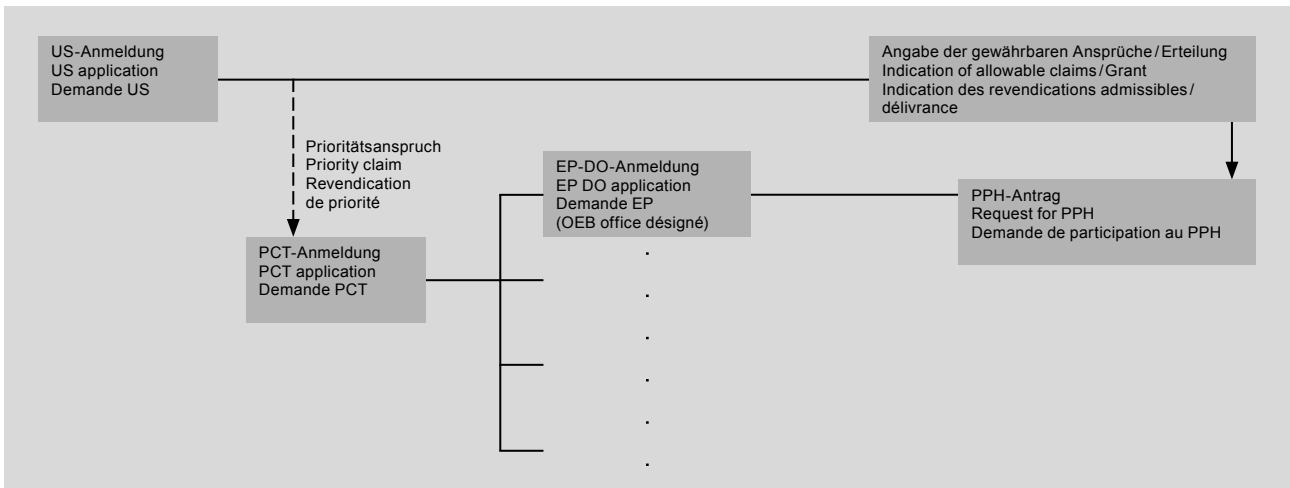 US-Anmeldung
US application
Demande US
Angabe der gewährbaren Ansprüche/Erteilung
Indication of allowable claims/Grant
Indication des revendications admissibles/
délivrance
Prioritätsanspruch
Priority claim
Revendication
de priorité
EP-DO-Anmeldung
EP DO application
Demande EP
(OEB office désigné)
PPH-Antrag
Request for PPH
Demande de participation au PPH
PCT-Anmeldung
PCT application
Demande PCT